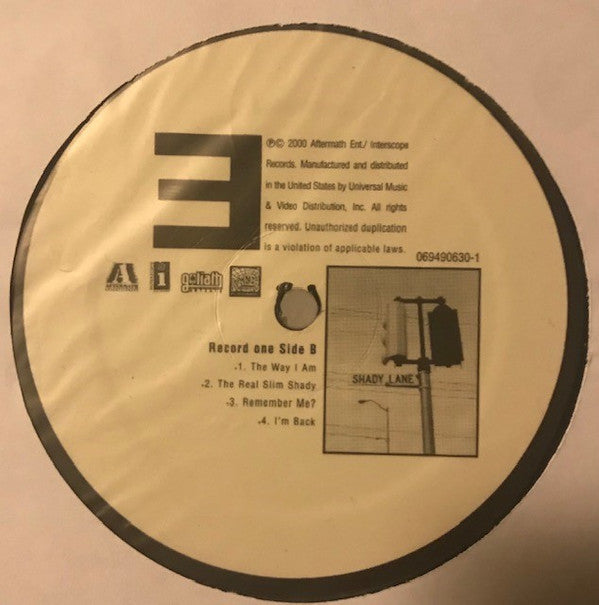 Ǝ
℗© 2000 Aftermath Ent./ Interscope
Records. Manufactured and distributed
in the United States by Universal Music
& Video Distribution, Inc. All rights
reserved. Unauthorized duplication
is a violation of applicable laws.
069490630-1
A
i
goliath
Record one Side B
.1. The Way I Am
.2. The Real Slim Shady
.3. Remember Me?
.4. I'm Back
SHADY LANE